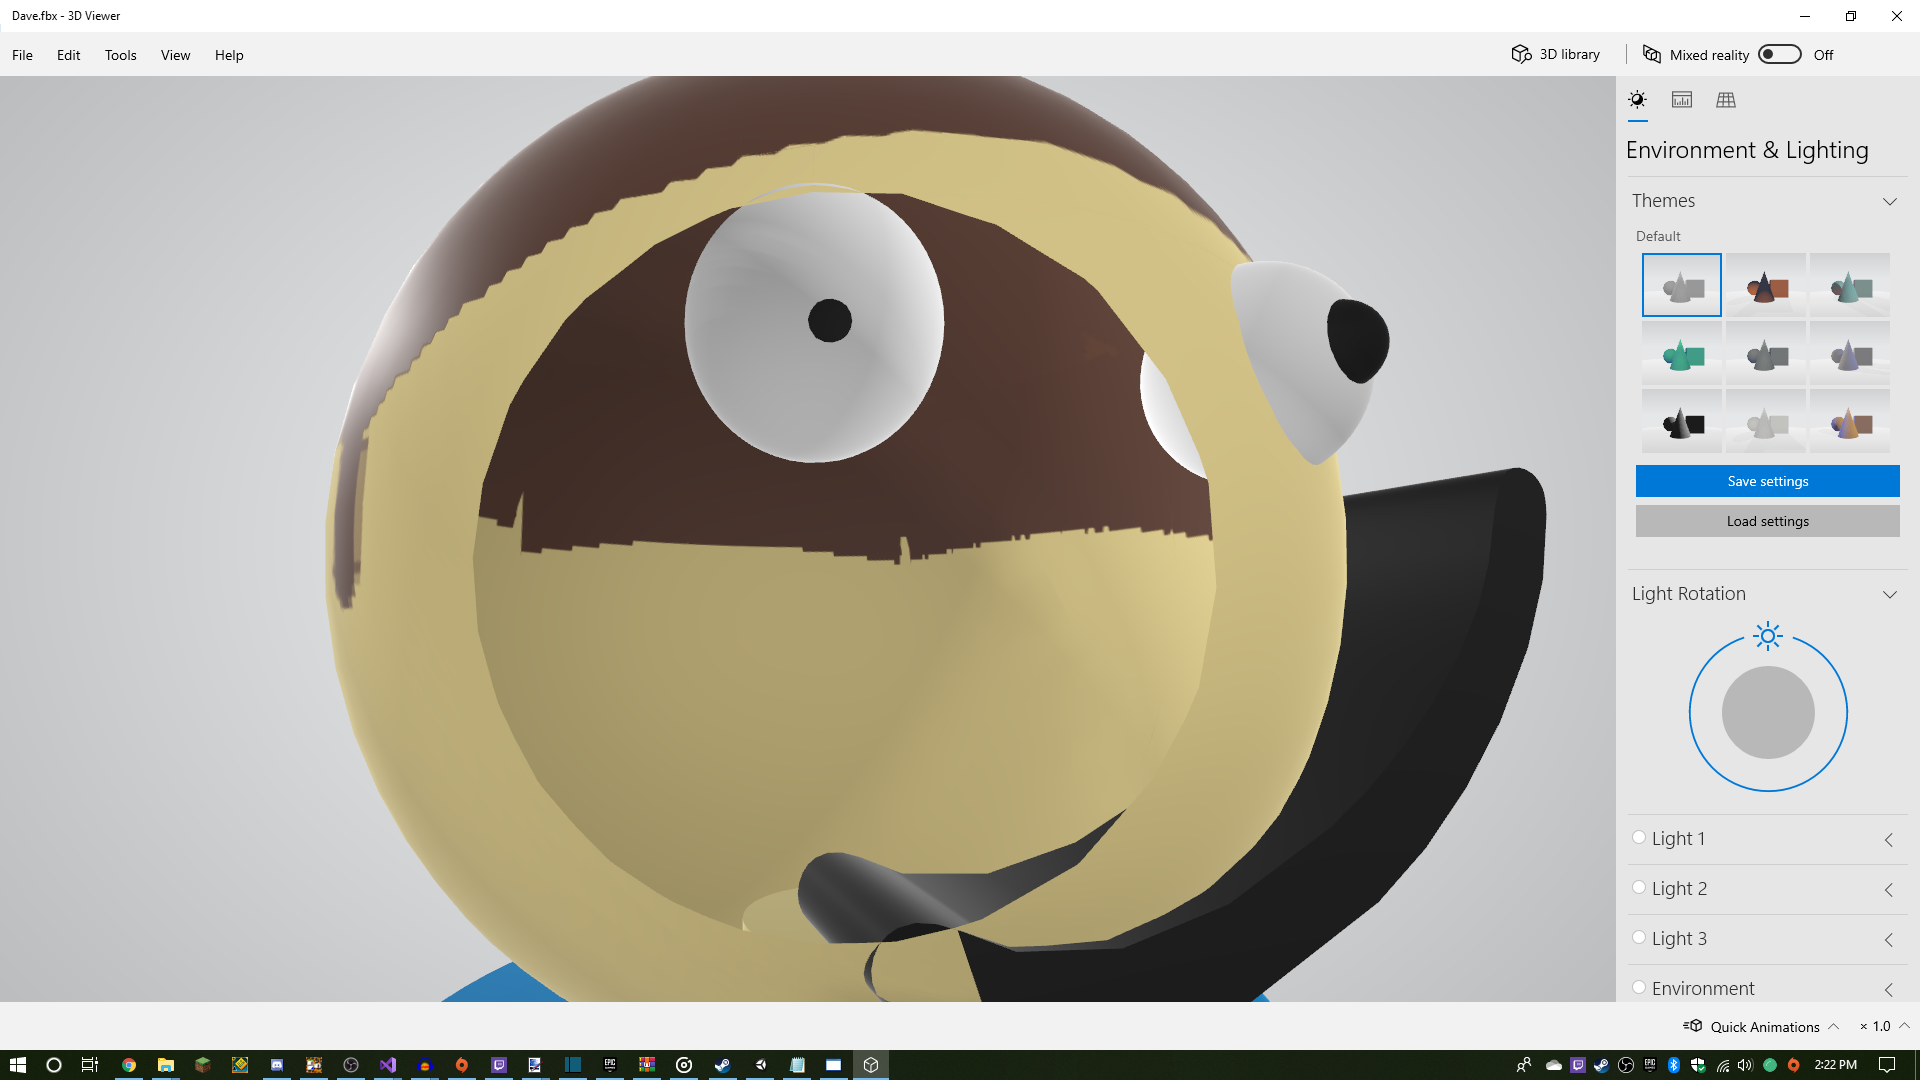 Dave.fbx - 3D Viewer
File Edit Tools View Help
3D library
Mixed reality
Off
Environment & Lighting
Themes
Default
Save settings
Load settings
Light Rotation
Light 1
Light 2
Light 3
Environment
Quick Animations
× 1.0
2:22 PM